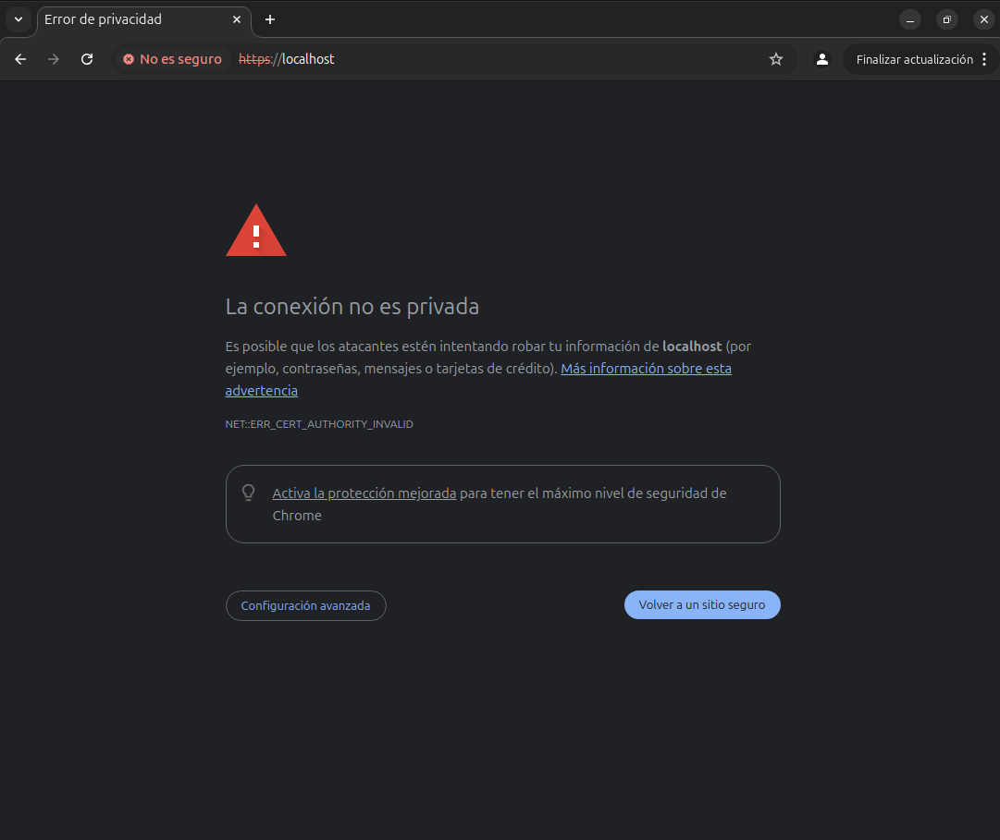 Error de privacidad
No es seguro https://localhost
Finalizar actualización
La conexión no es privada
Es posible que los atacantes estén intentando robar tu información de localhost (por
ejemplo, contraseñas, mensajes o tarjetas de crédito). Más información sobre esta
advertencia
NET::ERR_CERT_AUTHORITY_INVALID
Activa la protección mejorada para tener el máximo nivel de seguridad de
Chrome
Configuración avanzada
Volver a un sitio seguro